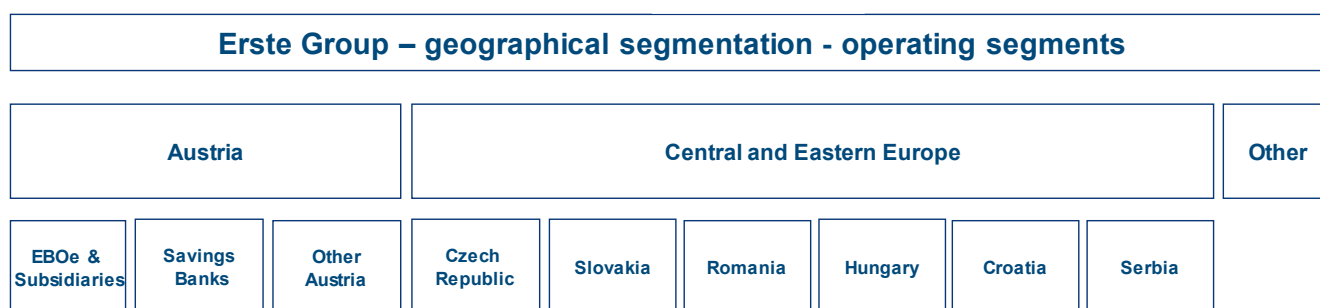 Erste Group – geographical segmentation - operating segments
Austria
Central and Eastern Europe
Other
EBOe &
Subsidiaries
Savings
Banks
Other
Austria
Czech
Republic
Slovakia
Romania
Hungary
Croatia
Serbia